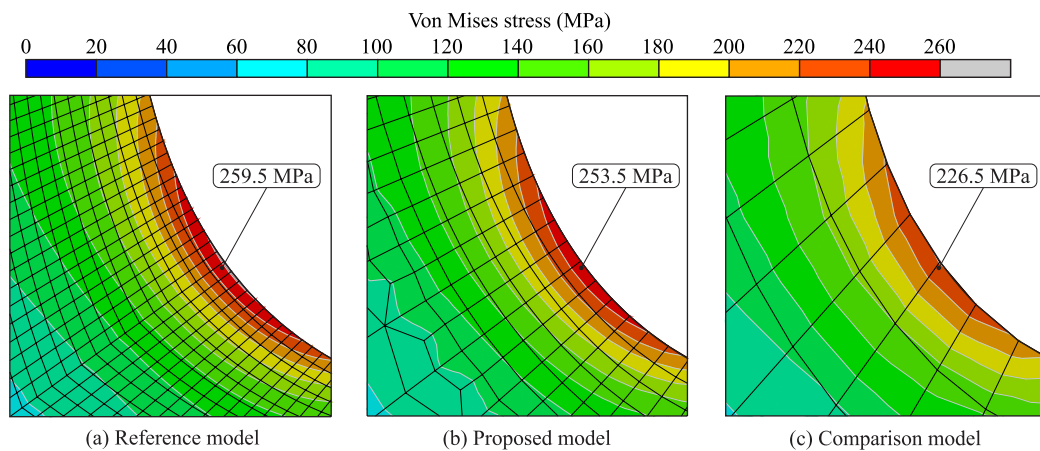 Von Mises stress (MPa)
0 20 40 60 80 100 120 140 160 180 200 220 240 260
259.5 MPa
253.5 MPa
226.5 MPa
(a) Reference model
(b) Proposed model
(c) Comparison model